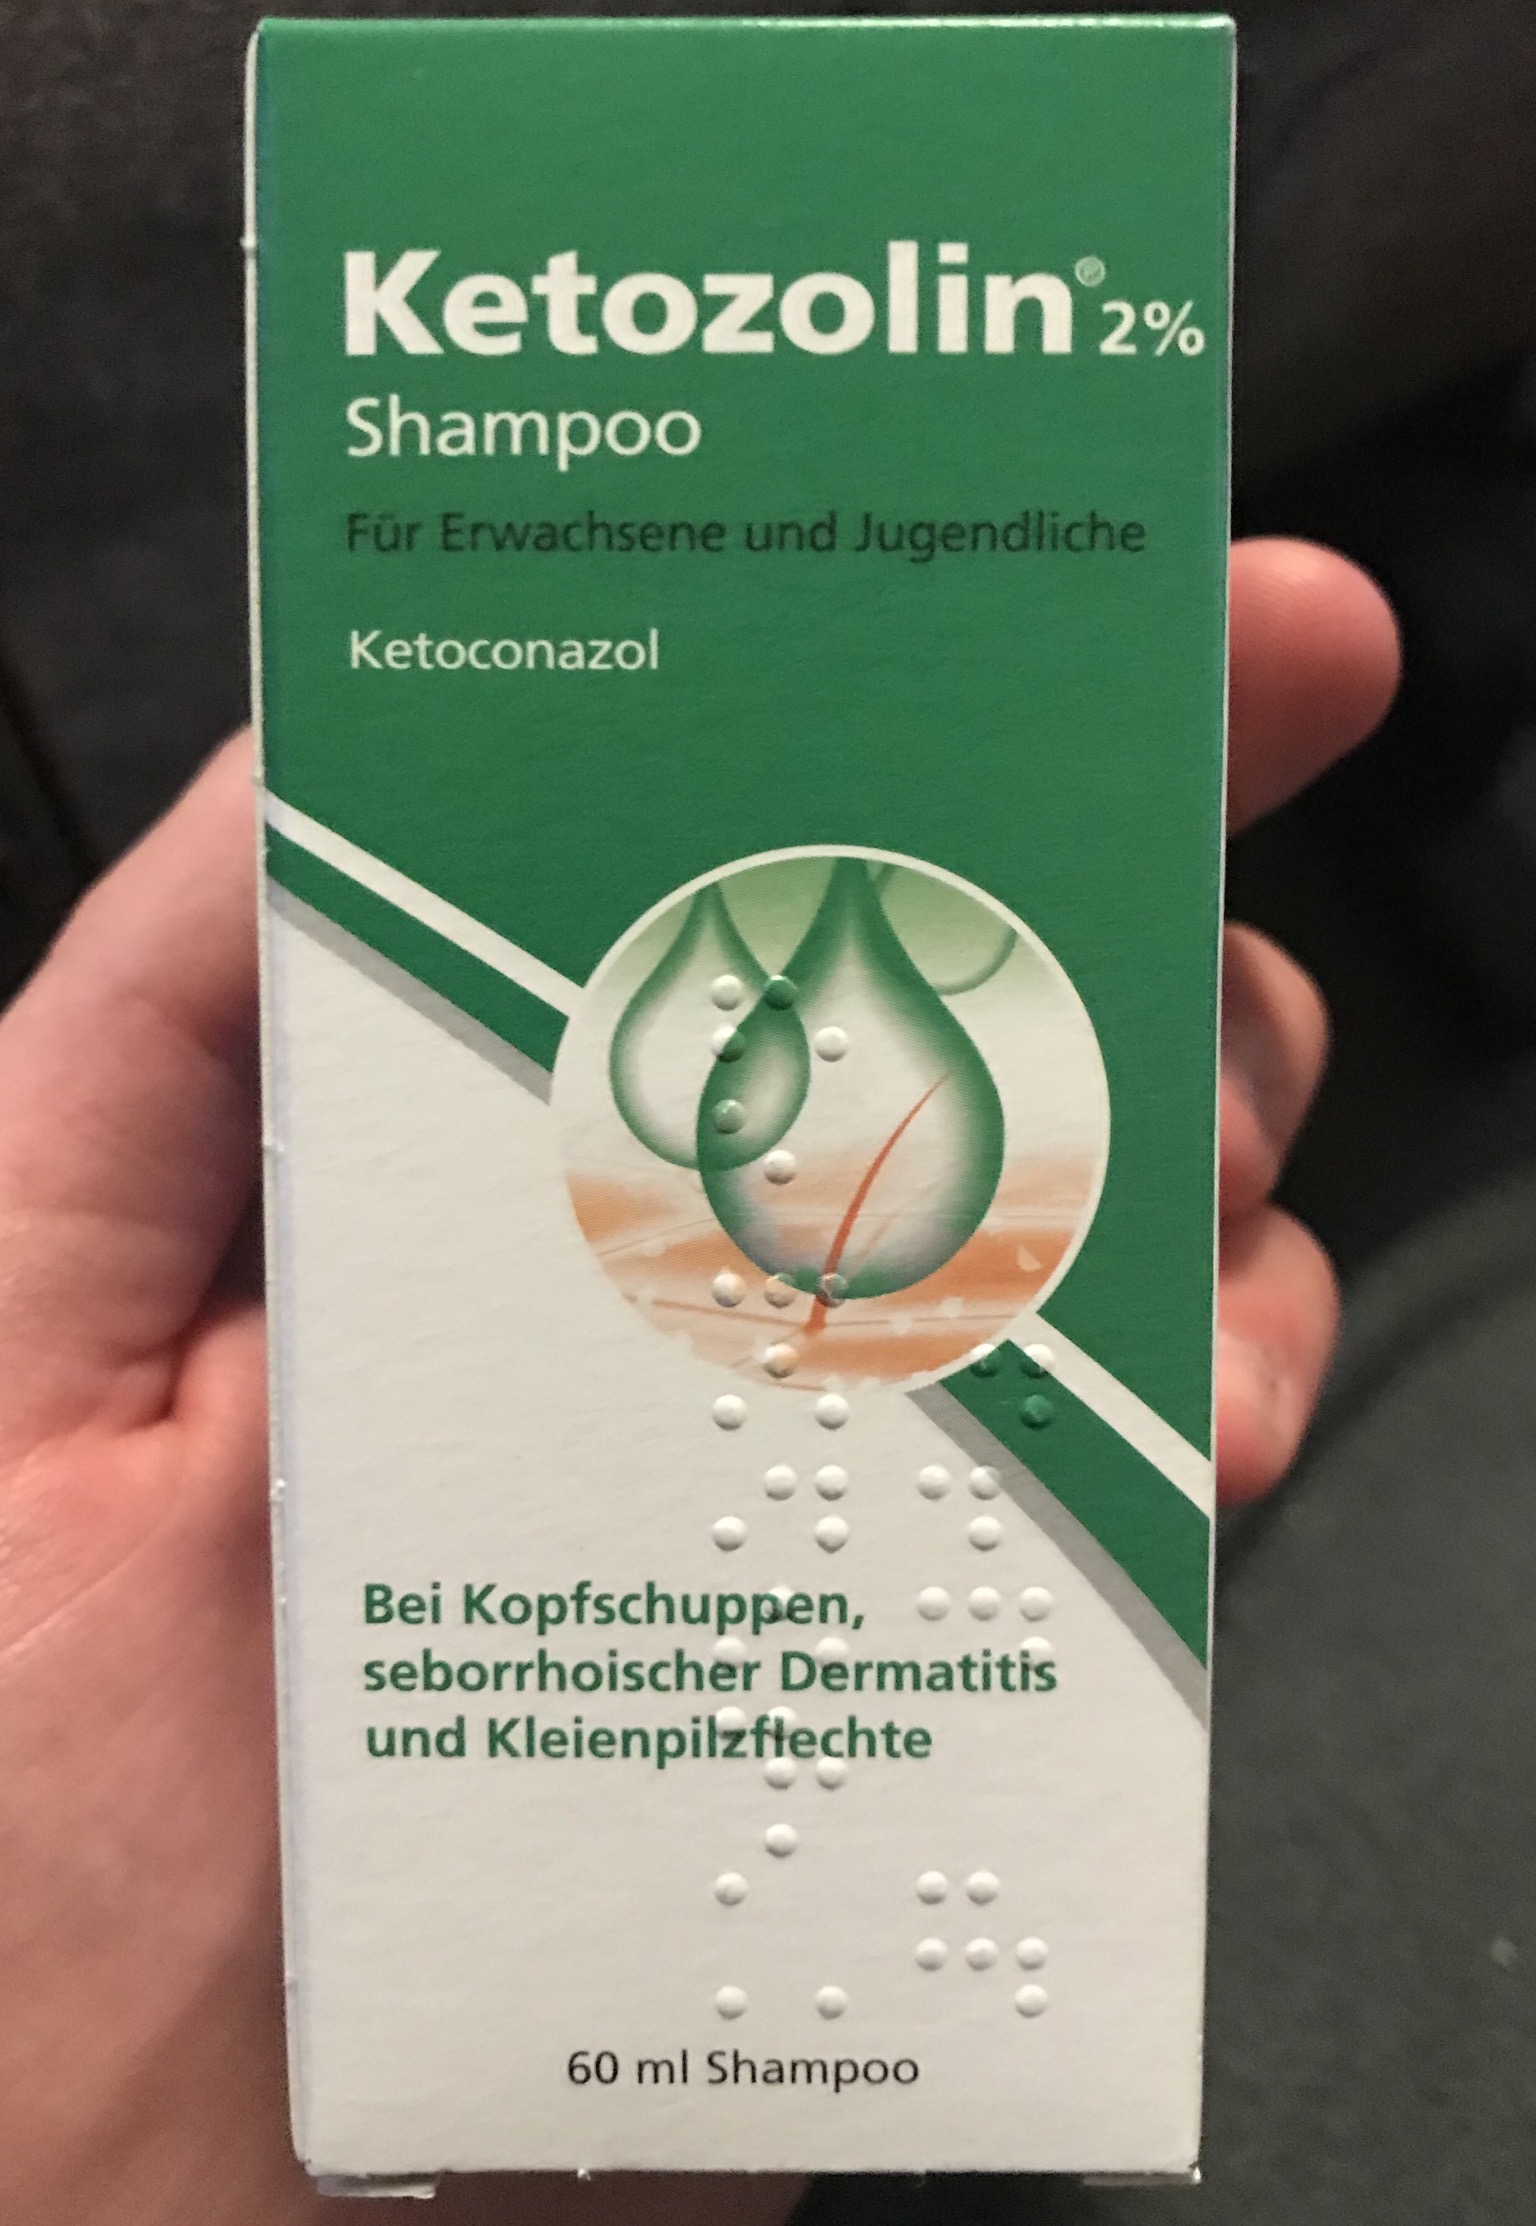 Ketozolin® 2%
Shampoo
Für Erwachsene und Jugendliche
Ketoconazol
Bei Kopfschuppen,
seborrhoischer Dermatitis
und Kleienpilzflechte
60 ml Shampoo